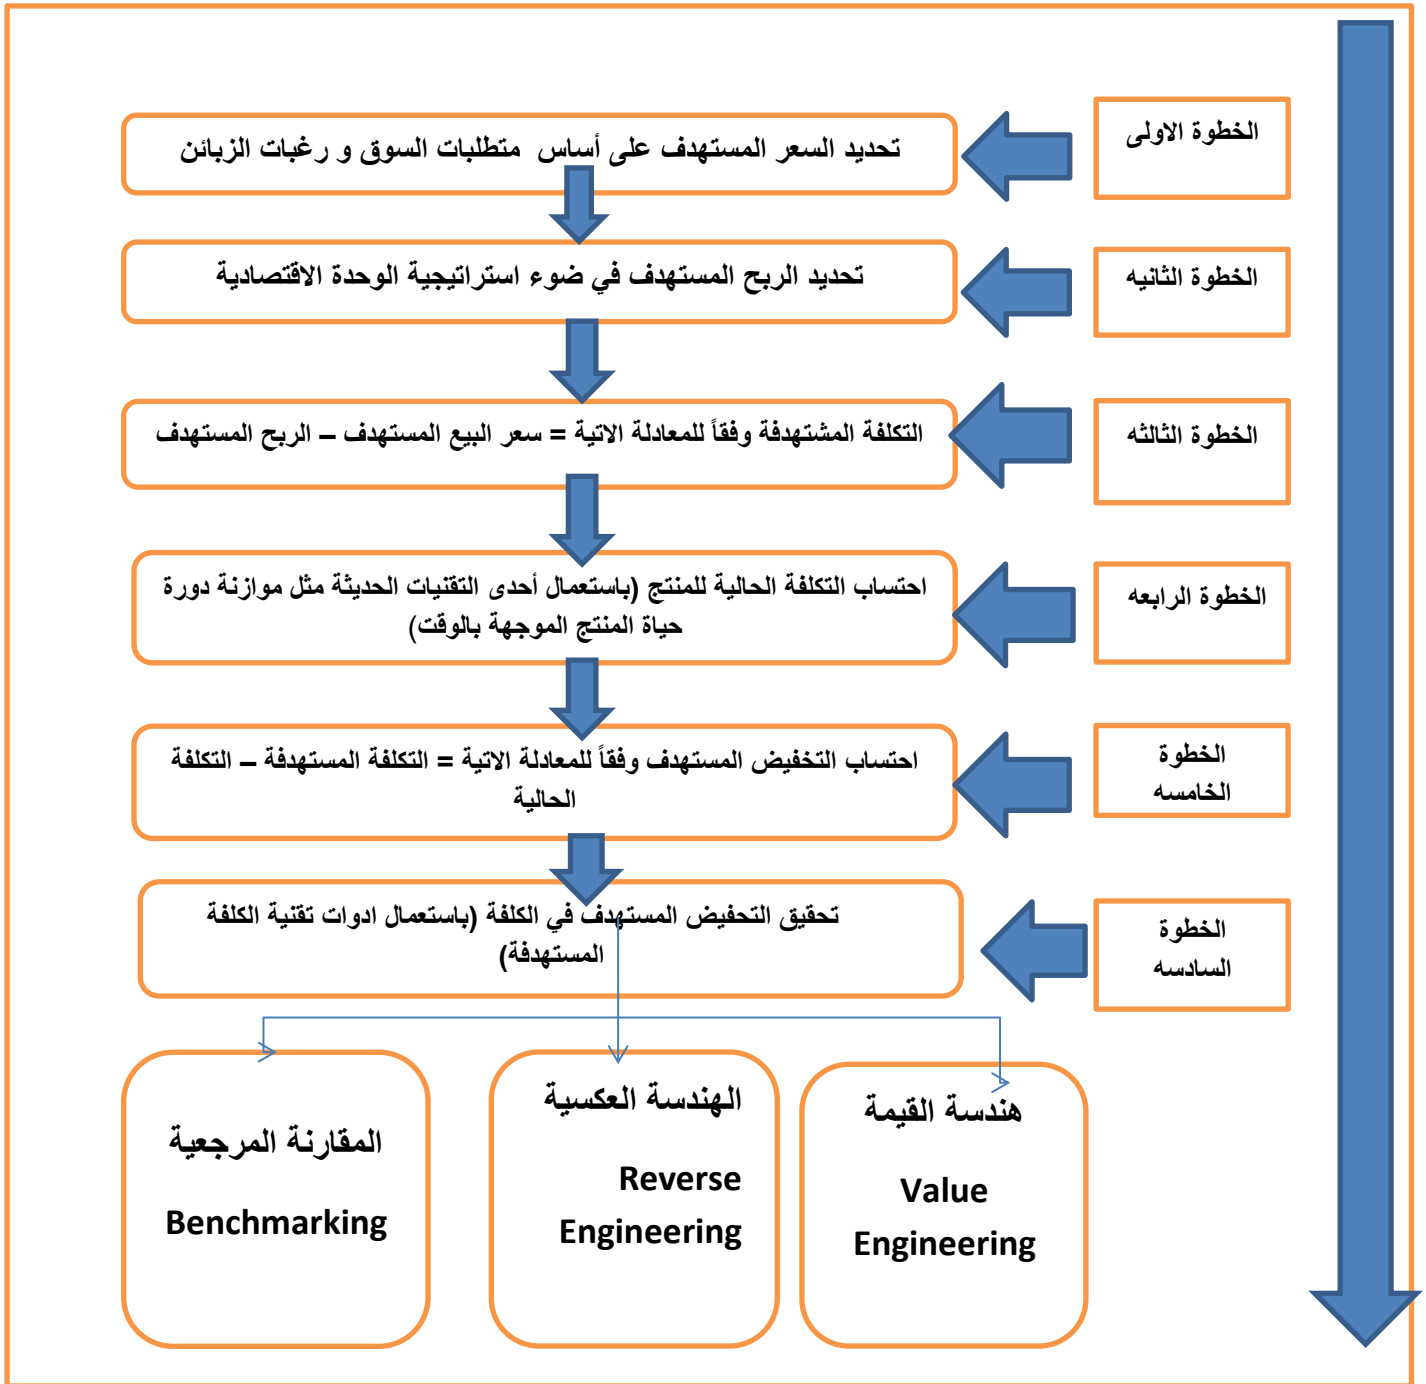 الخطوة الاولى
تحديد السعر المستهدف على أساس متطلبات السوق و رغبات الزبائن
الخطوة الثانيه
تحديد الربح المستهدف في ضوء استراتيجية الوحدة الاقتصادية
الخطوة الثالثه
التكلفة المشتهدفة وفقاً للمعادلة الاتية = سعر البيع المستهدف – الربح المستهدف
الخطوة الرابعه
احتساب التكلفة الحالية للمنتج (باستعمال أحدى التقنيات الحديثة مثل موازنة دورة
حياة المنتج الموجهة بالوقت)
الخطوة
الخامسه
احتساب التخفيض المستهدف وفقاً للمعادلة الاتية = التكلفة المستهدفة – التكلفة
الحالية
الخطوة
السادسه
تحقيق التحفيض المستهدف في الكلفة (باستعمال ادوات تقنية الكلفة
المستهدفة)
هندسة القيمة
Value
Engineering
الهندسة العكسية
Reverse
Engineering
المقارنة المرجعية
Benchmarking